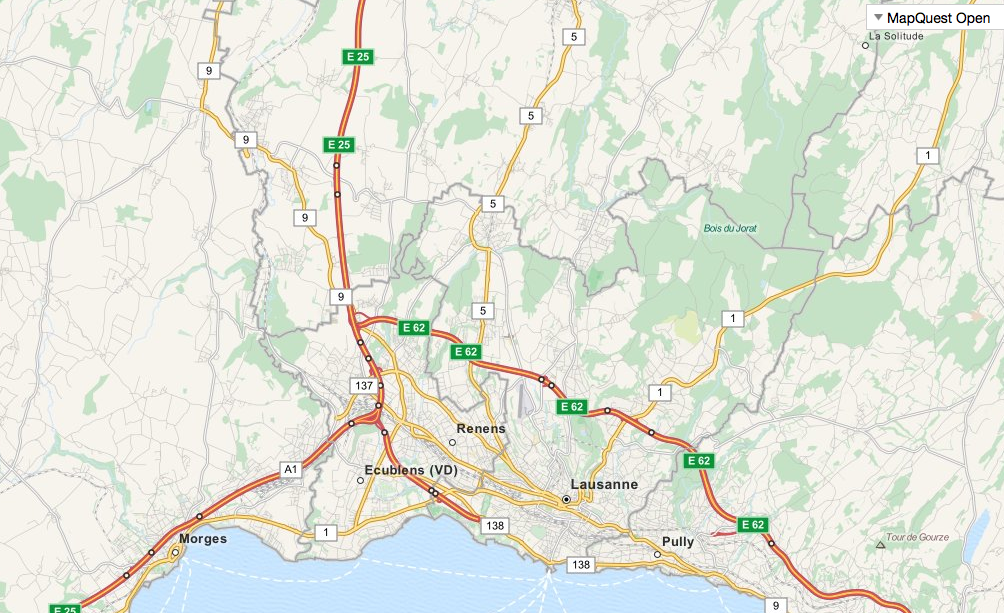 MapQuest Open
La Solitude
5
E 25
9
5
9
E 25
1
5
9
Bois du Jorat
9
5
1
E 62
E 62
137
1
E 62
Renens
E 62
A1
Ecublens (VD)
Lausanne
138
E 62
1
Morges
Pully
Tour de Gourze
138
9
E 25